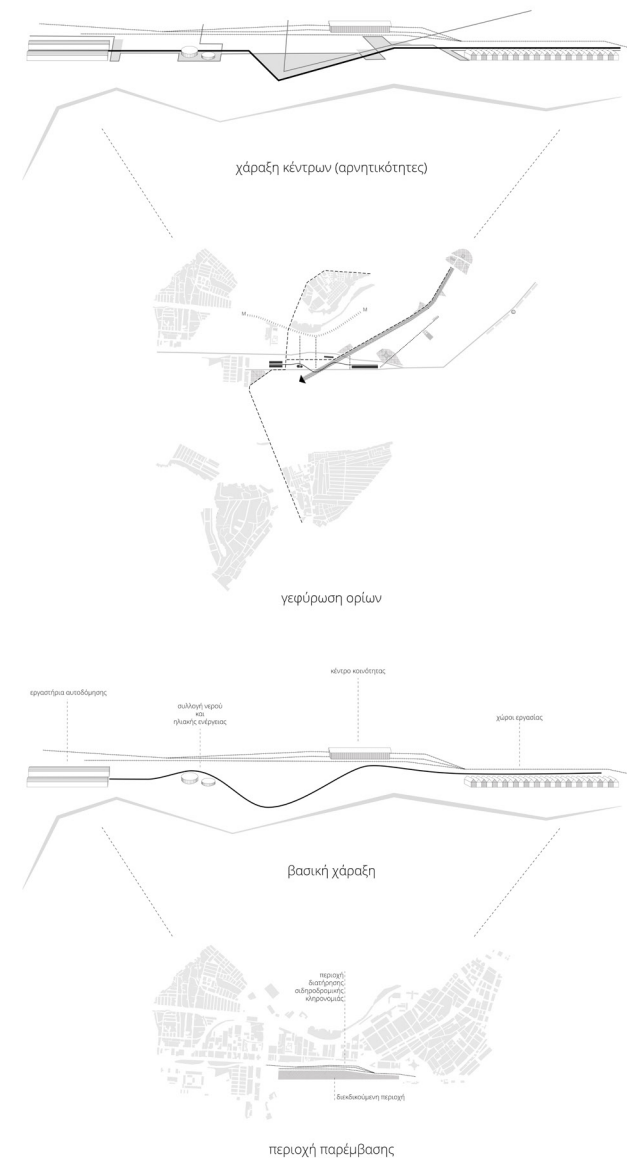 χάραξη κέντρων (αρνητικότητες)
M
M
γεφύρωση ορίων
κέντρο κοινότητας
εργαστήρια αυτοδόμησης
συλλογή νερού
και
ηλιακής ενέργειας
χώροι εργασίας
βασική χάραξη
περιοχή
διατήρησης
σιδηροδρομικής
κληρονομιάς
διεκδικούμενη περιοχή
περιοχή παρέμβασης